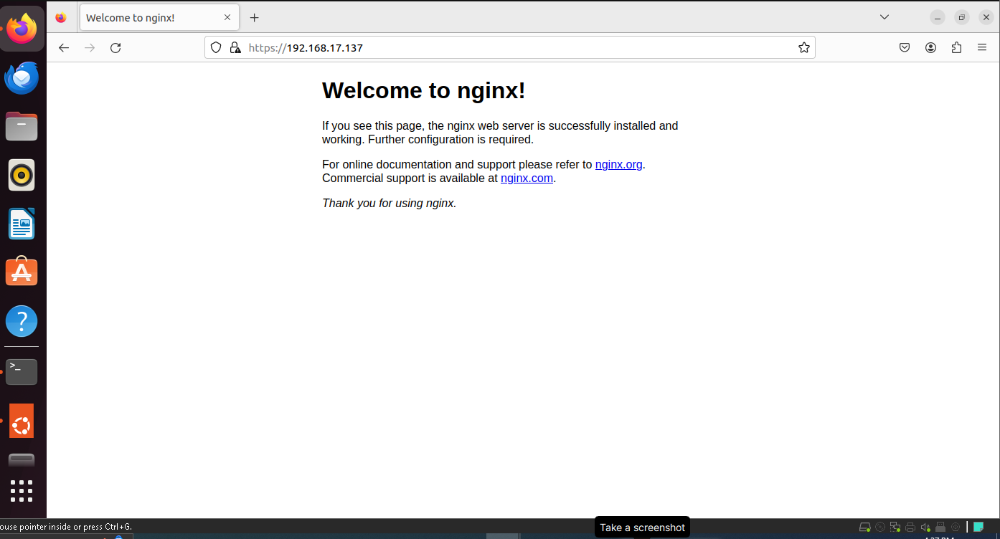 Welcome to nginx!
https://192.168.17.137
Welcome to nginx!
If you see this page, the nginx web server is successfully installed and
working. Further configuration is required.
For online documentation and support please refer to nginx.org.
Commercial support is available at nginx.com.
Thank you for using nginx.
>_
?
ouse pointer inside or press Ctrl+G.
Take a screenshot